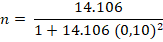 n = 14.106 / 1 + 14.106 (0,10)²